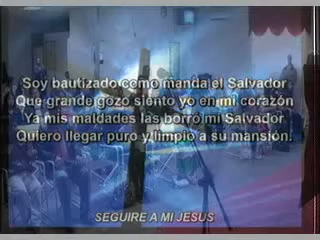 Soy bautizado como manda el Salvador
Que grande gozo siento yo en mi corazón
Ya mis maldades las borró mi Salvador
Quiero llegar puro y limpio a su mansión.
SEGUIRE A MI JESUS